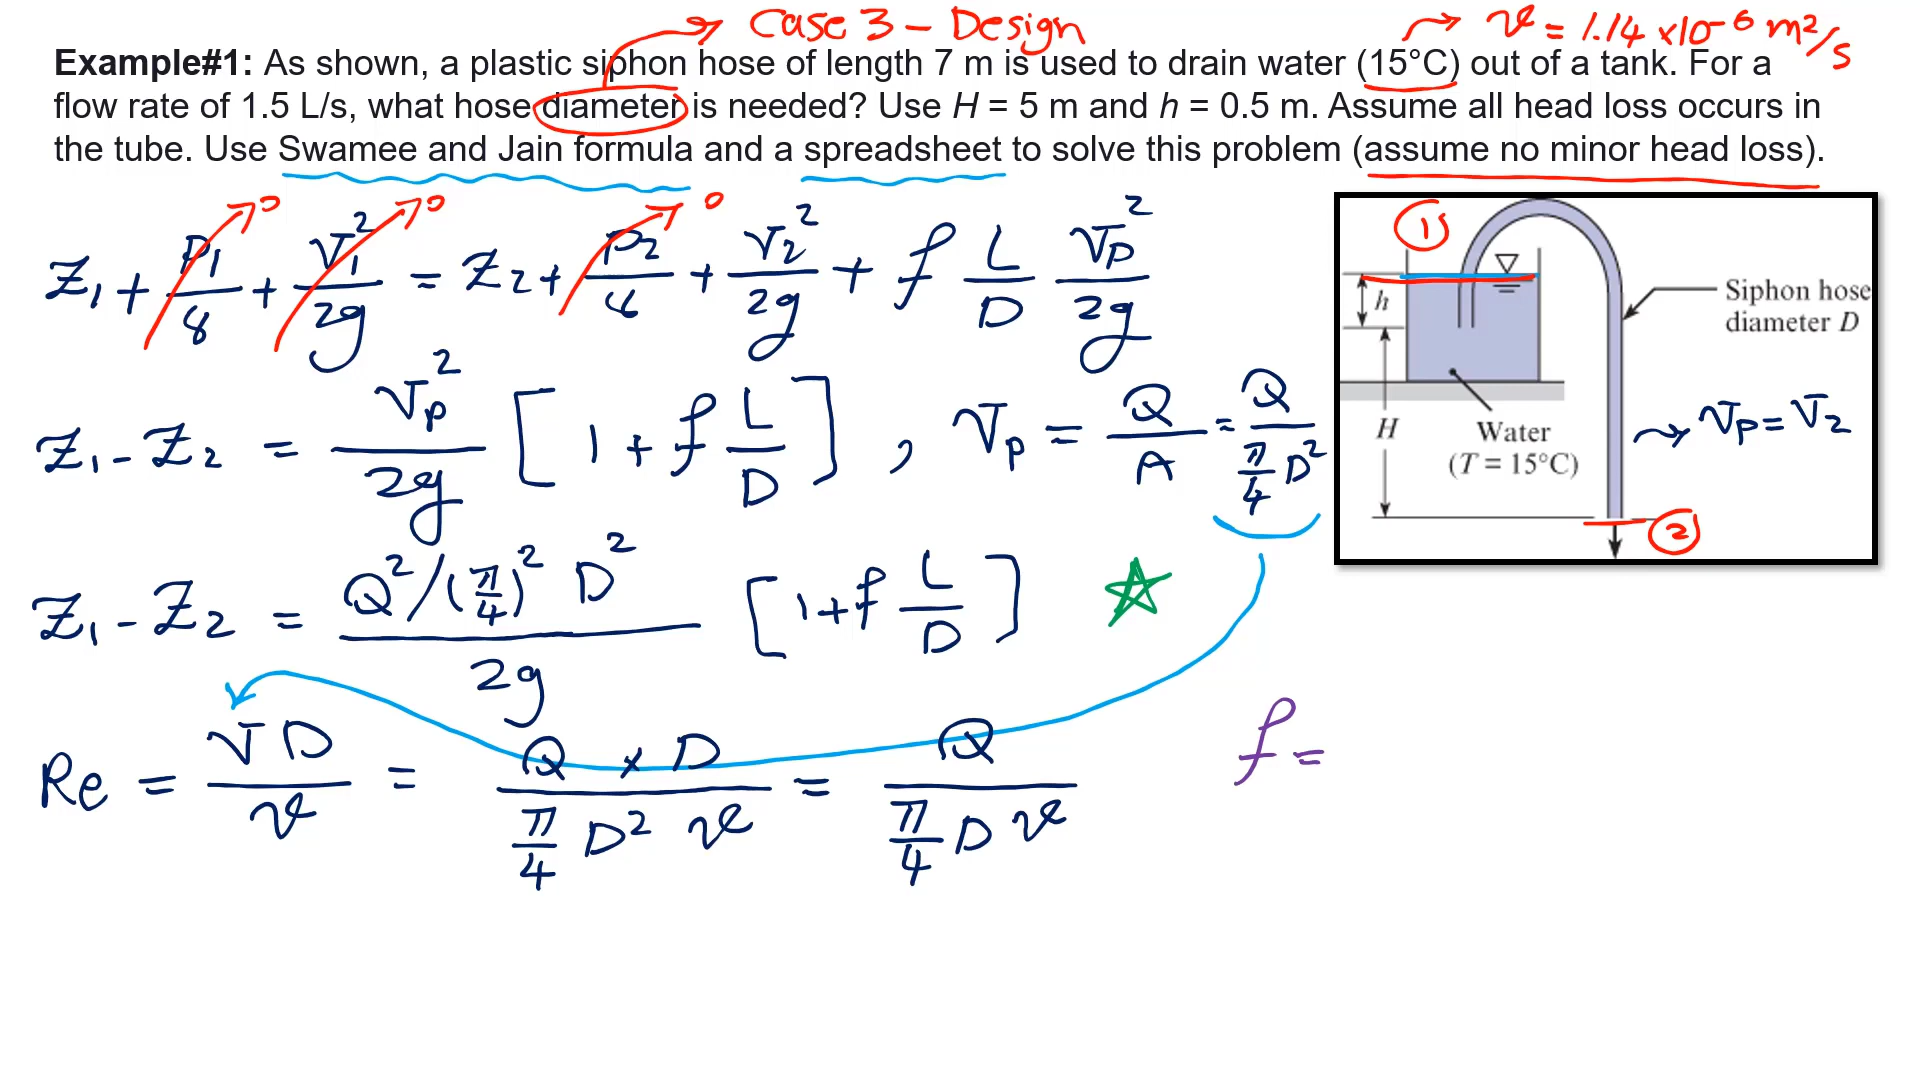 Case 3 - Design
ν = 1.14 x10⁻⁶ m²/s
Example#1: As shown, a plastic siphon hose of length 7 m is used to drain water (15°C) out of a tank. For a
flow rate of 1.5 L/s, what hose diameter is needed? Use H = 5 m and h = 0.5 m. Assume all head loss occurs in
the tube. Use Swamee and Jain formula and a spreadsheet to solve this problem (assume no minor head loss).
0 0 0
Z₁ + P₁/γ + V₁²/2g = Z₂ + P₂/γ + V₂²/2g + f L/D Vp²/2g
Z₁ - Z₂ = Vp²/2g [1 + f L/D] , Vp = Q/A = Q/(π/4 D²)
Z₁ - Z₂ = Q²/(π/4)² D² / 2g [1+f L/D]
Re = VD/ν = Q x D/(π/4 D² ν) = Q/(π/4 D ν)
f =
1
h
Siphon hose
diameter D
H
Water
(T = 15°C)
Vp = V₂
2